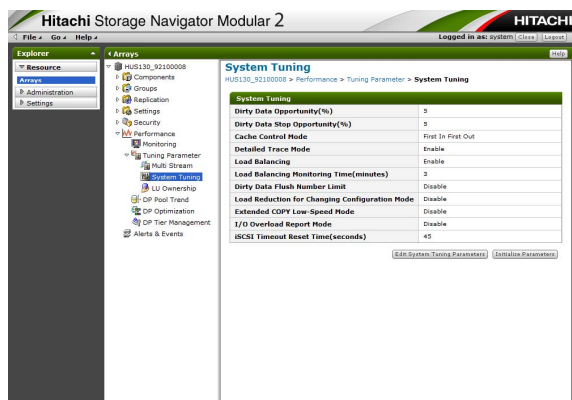 Hitachi Storage Navigator Modular 2
HITACHI
File Go Help
Logged in as: system Close Logout
Explorer
Arrays
Help
Resource
Arrays
Administration
Settings
HUS130_92100008
Components
Groups
Replication
Settings
Security
Performance
Monitoring
Tuning Parameter
Multi Stream
System Tuning
LU Ownership
DP Pool Trend
DP Optimization
DP Tier Management
Alerts & Events
System Tuning
HUS130_92100008 > Performance > Tuning Parameter > System Tuning
System Tuning
Dirty Data Opportunity(%) 5
Dirty Data Stop Opportunity(%) 5
Cache Control Mode First In First Out
Detailed Trace Mode Enable
Load Balancing Enable
Load Balancing Monitoring Time(minutes) 3
Dirty Data Flush Number Limit Disable
Load Reduction for Changing Configuration Mode Disable
Extended COPY Low-Speed Mode Disable
I/O Overload Report Mode Disable
iSCSI Timeout Reset Time(seconds) 45
Edit System Tuning Parameters Initialize Parameters